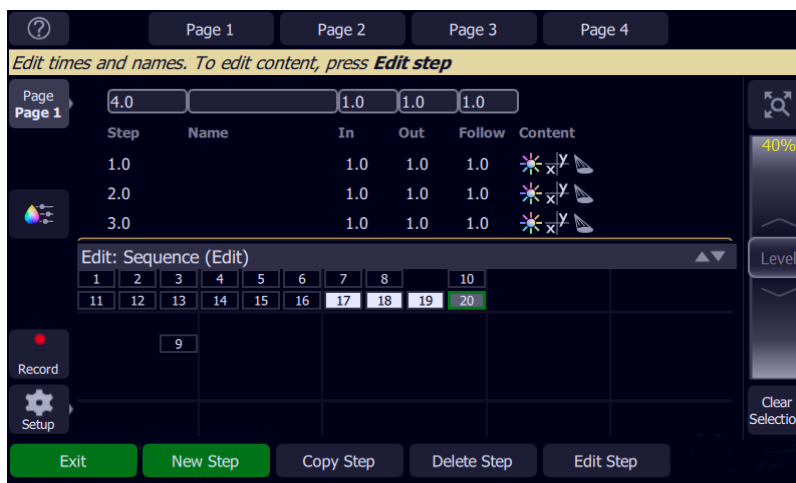 ? Page 1 Page 2 Page 3 Page 4
Edit times and names. To edit content, press Edit step
Page
Page 1
4.0 1.0 1.0 1.0
Step Name In Out Follow Content
1.0 1.0 1.0 1.0 x y
2.0 1.0 1.0 1.0 x y
3.0 1.0 1.0 1.0 x y
40%
Edit: Sequence (Edit)
Level
1 2 3 4 5 6 7 8 10
11 12 13 14 15 16 17 18 19 20
9
Record
Setup
Clear
Selectio
Exit New Step Copy Step Delete Step Edit Step